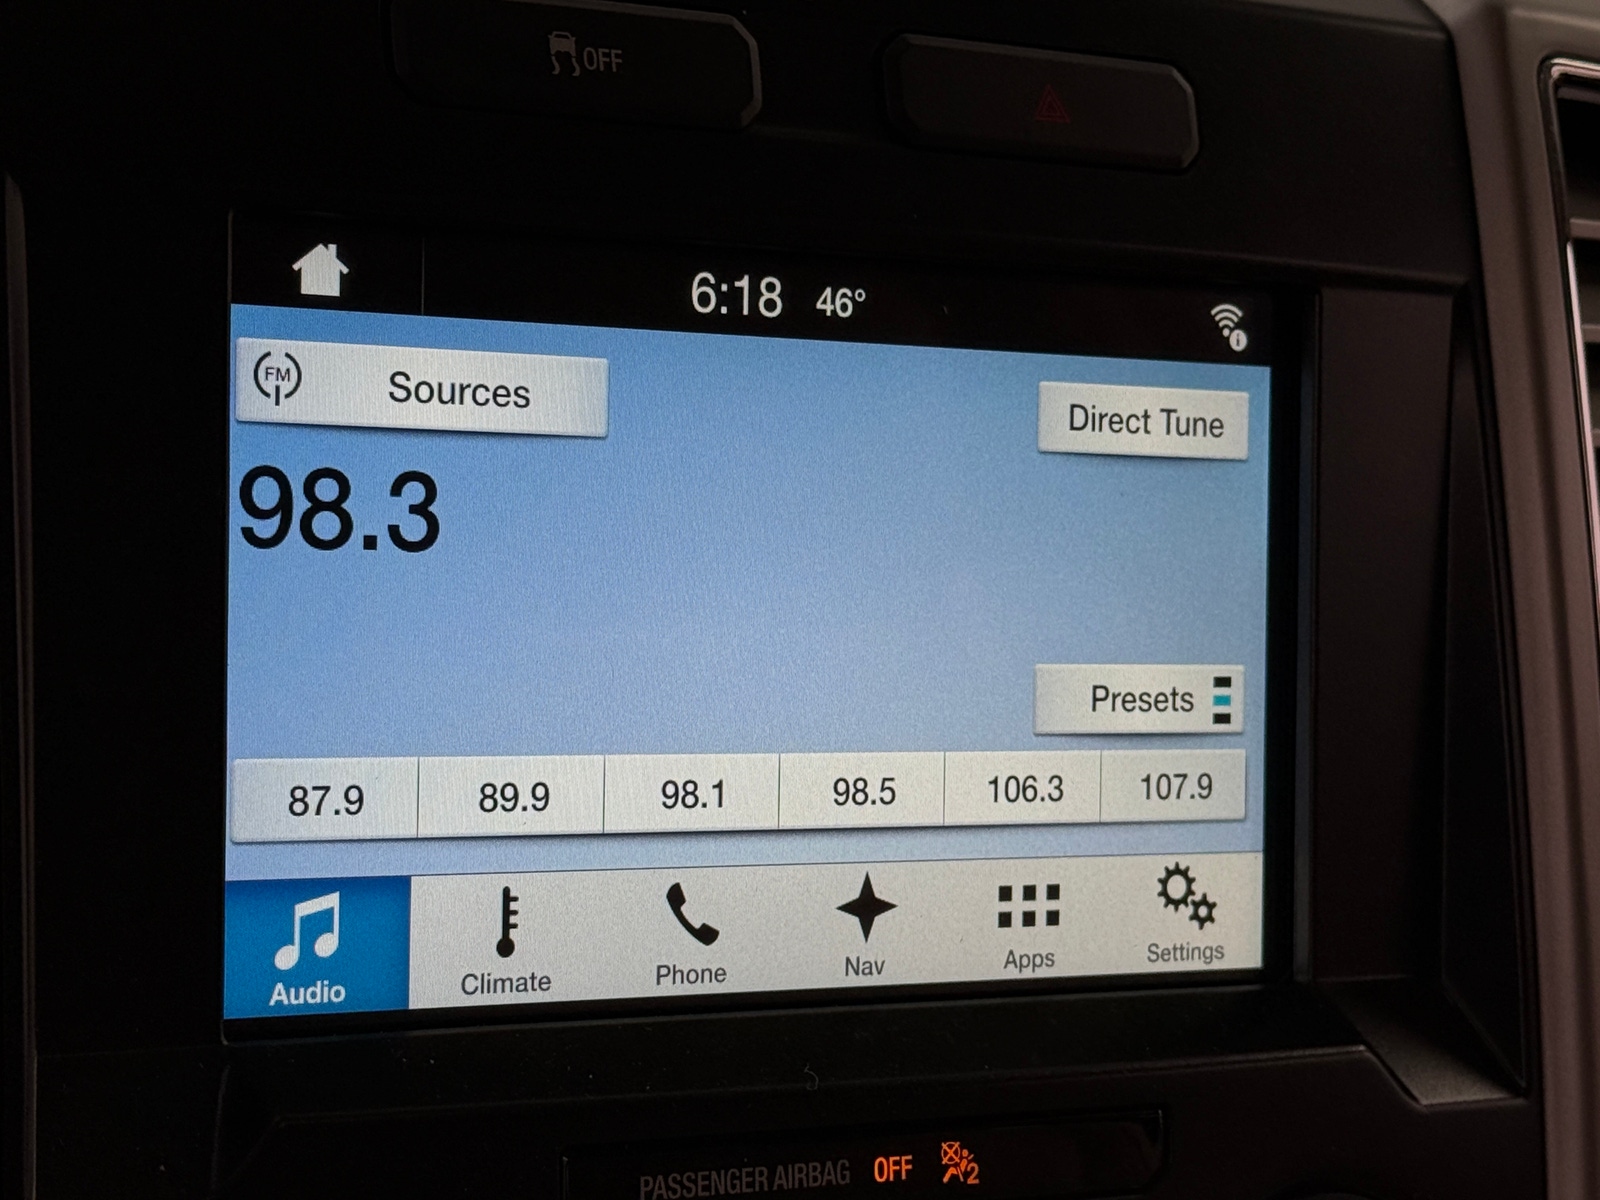 OFF
6:18 46°
FM Sources
Direct Tune
98.3
Presets
87.9 89.9 98.1 98.5 106.3 107.9
Audio Climate Phone Nav Apps Settings
PASSENGER AIRBAG OFF 2